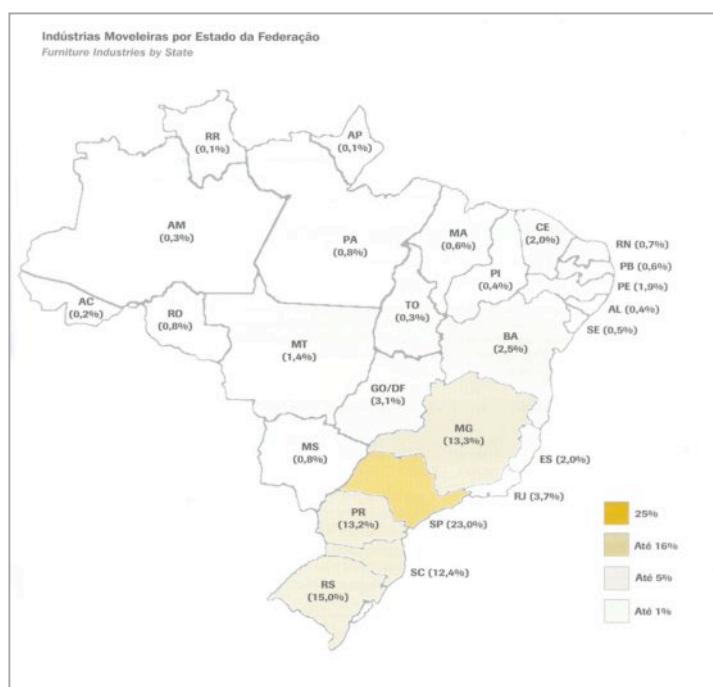 Indústrias Moveleiras por Estado da Federação
Furniture Industries by State
RR
(0,1%)
AP
(0,1%)
AM
(0,3%)
PA
(0,8%)
MA
(0,6%)
CE
(2,0%)
RN (0,7%)
PB (0,6%)
PE (1,9%)
AL (0,4%)
SE (0,5%)
PI
(0,4%)
AC
(0,2%)
RO
(0,8%)
TO
(0,3%)
BA
(2,5%)
MT
(1,4%)
GO/DF
(3,1%)
MG
(13,3%)
MS
(0,8%)
ES (2,0%)
RJ (3,7%)
SP (23,0%)
PR
(13,2%)
SC (12,4%)
RS
(15,0%)
25%
Até 16%
Até 5%
Até 1%